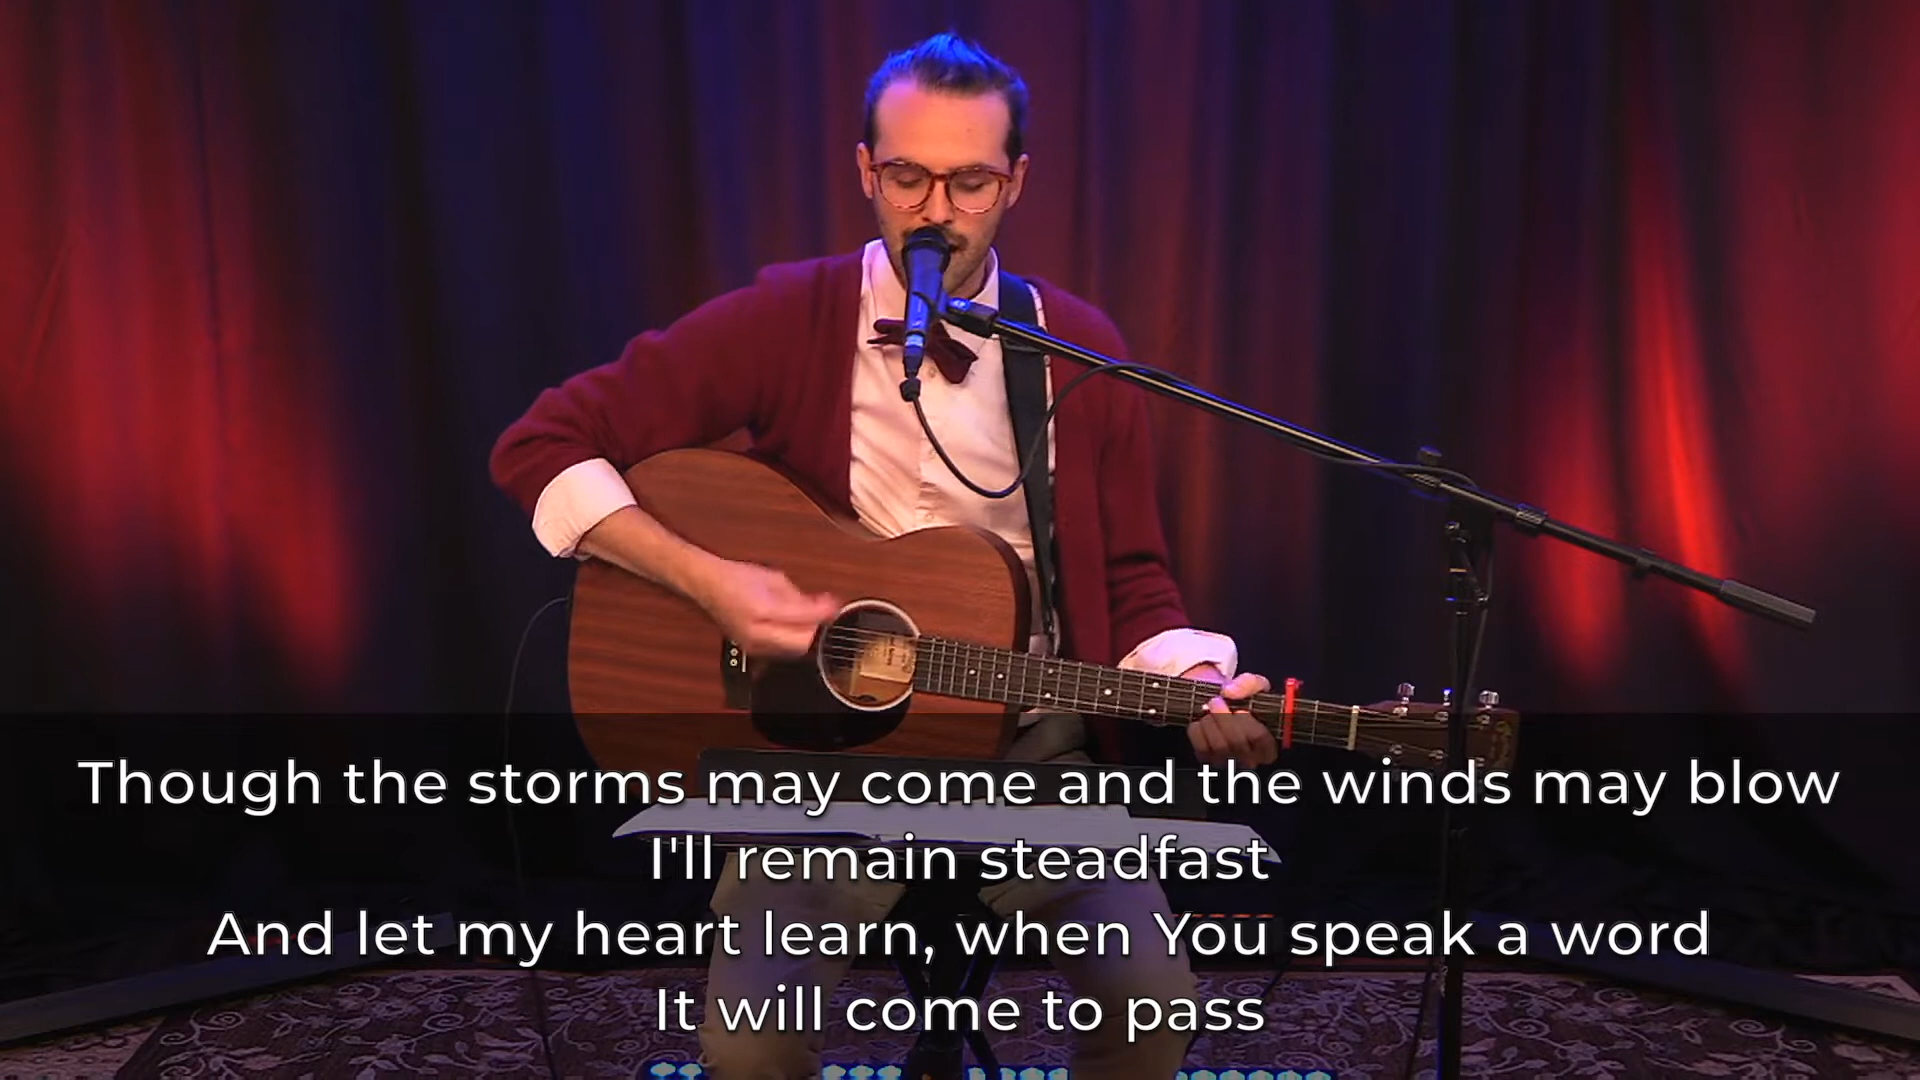 Though the storms may come and the winds may blow
I'll remain steadfast
And let my heart learn, when You speak a word
It will come to pass